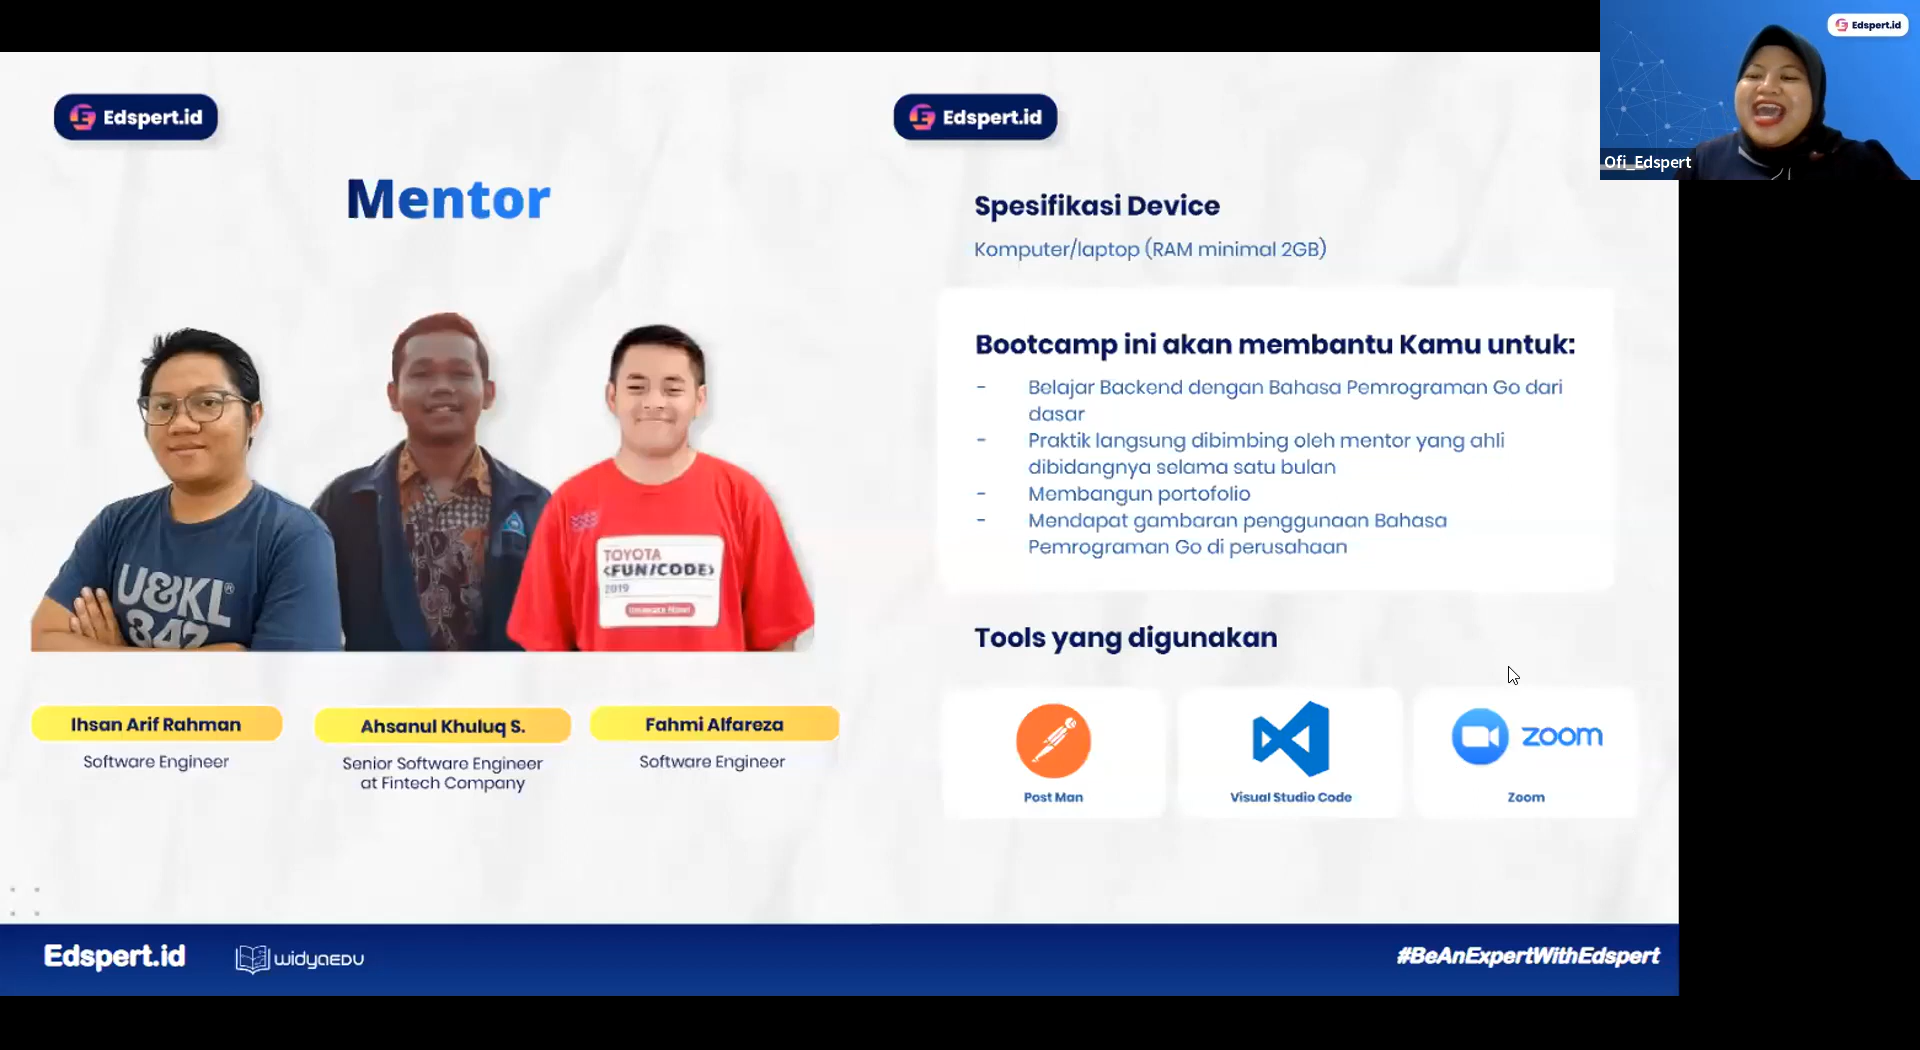 Edspert.id
Mentor
U&KL®
342
TOYOTA
<FUN/CODE>
2019
Ihsan Arif Rahman
Software Engineer
Ahsanul Khuluq S.
Senior Software Engineer
at Fintech Company
Fahmi Alfareza
Software Engineer
Edspert.id
Spesifikasi Device
Komputer/laptop (RAM minimal 2GB)
Bootcamp ini akan membantu Kamu untuk:
- Belajar Backend dengan Bahasa Pemrograman Go dari
dasar
- Praktik langsung dibimbing oleh mentor yang ahli
dibidangnya selama satu bulan
- Membangun portofolio
- Mendapat gambaran penggunaan Bahasa
Pemrograman Go di perusahaan
Tools yang digunakan
Post Man
Visual Studio Code
zoom
Zoom
Edspert.id
widyaEDU
#BeAnExpertWithEdspert
Edspert.id
Ofi_Edspert